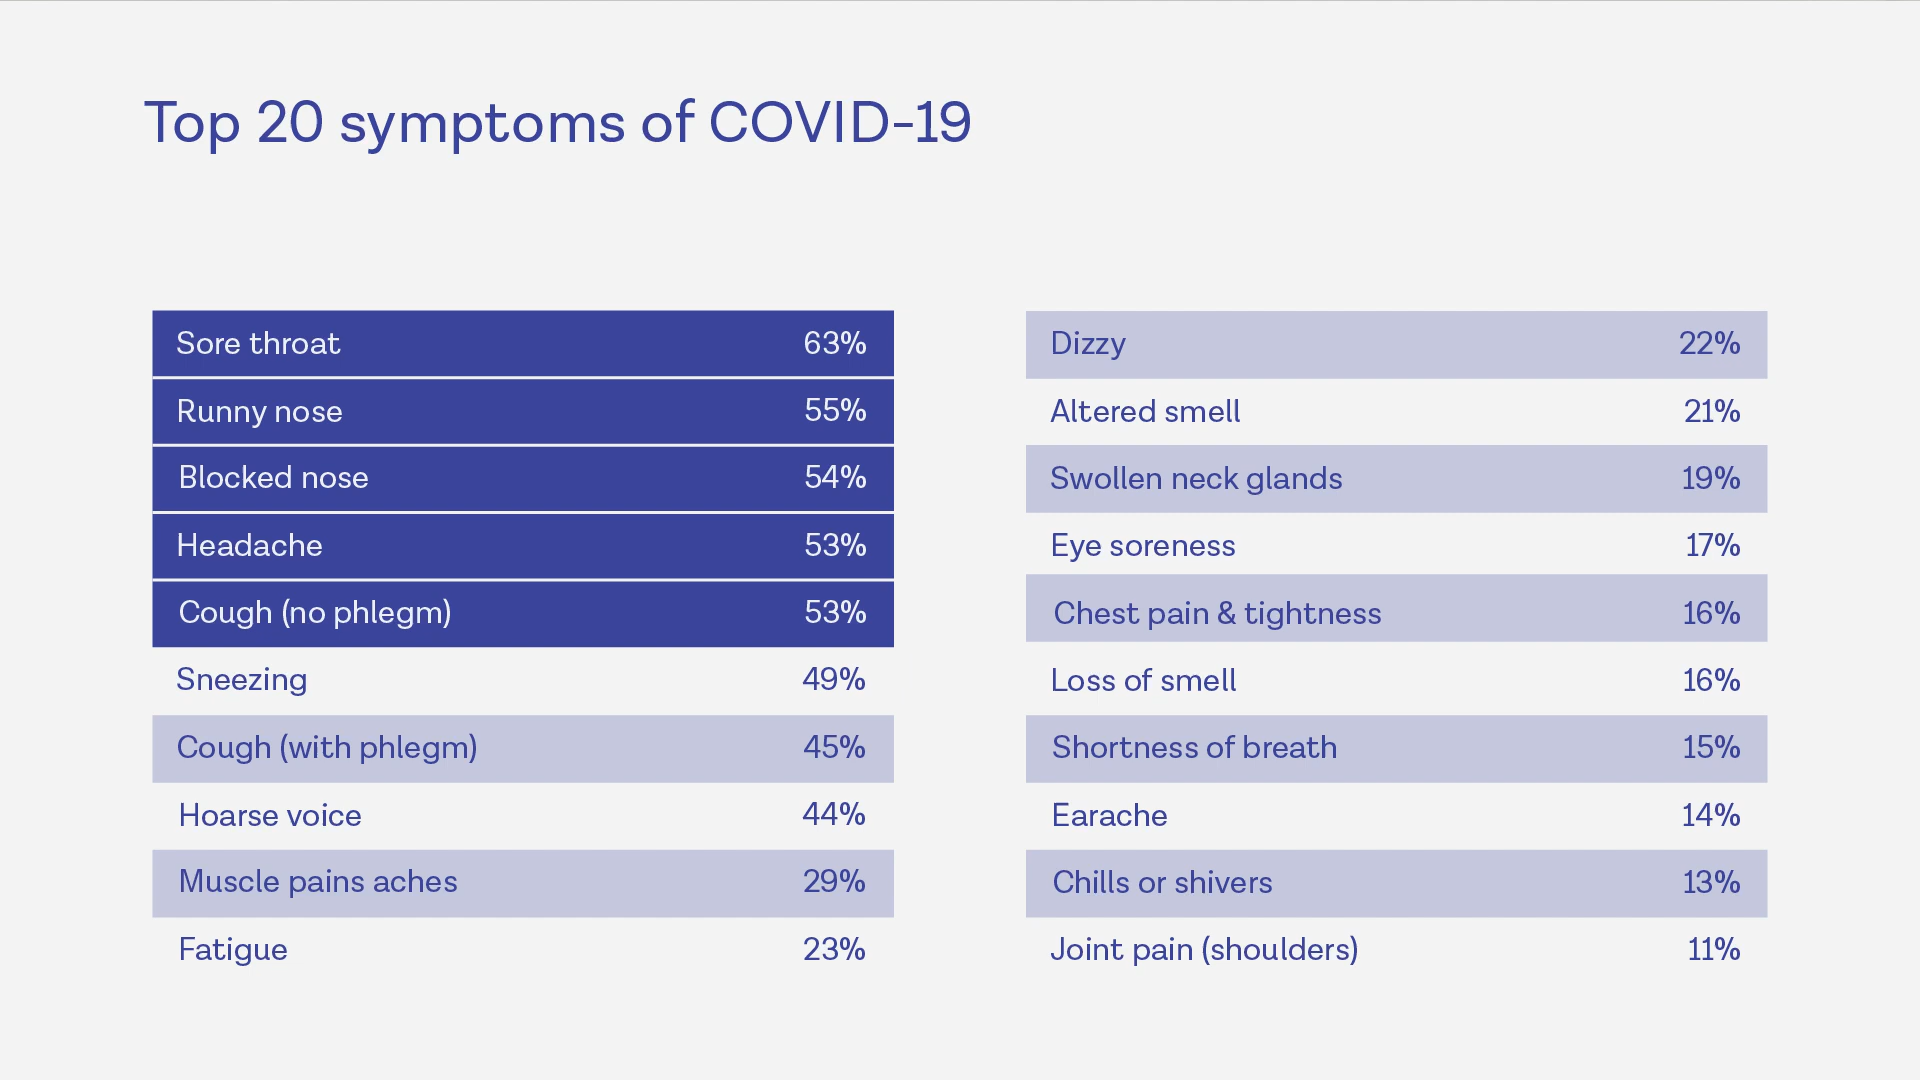 Top 20 symptoms of COVID-19
Sore throat 63%
Runny nose 55%
Blocked nose 54%
Headache 53%
Cough (no phlegm) 53%
Sneezing 49%
Cough (with phlegm) 45%
Hoarse voice 44%
Muscle pains aches 29%
Fatigue 23%
Dizzy 22%
Altered smell 21%
Swollen neck glands 19%
Eye soreness 17%
Chest pain & tightness 16%
Loss of smell 16%
Shortness of breath 15%
Earache 14%
Chills or shivers 13%
Joint pain (shoulders) 11%